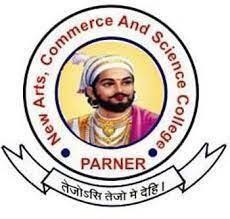 New Arts, Commerce And Science College
• PARNER •
तेजोऽसि तेजो मे देहि ।